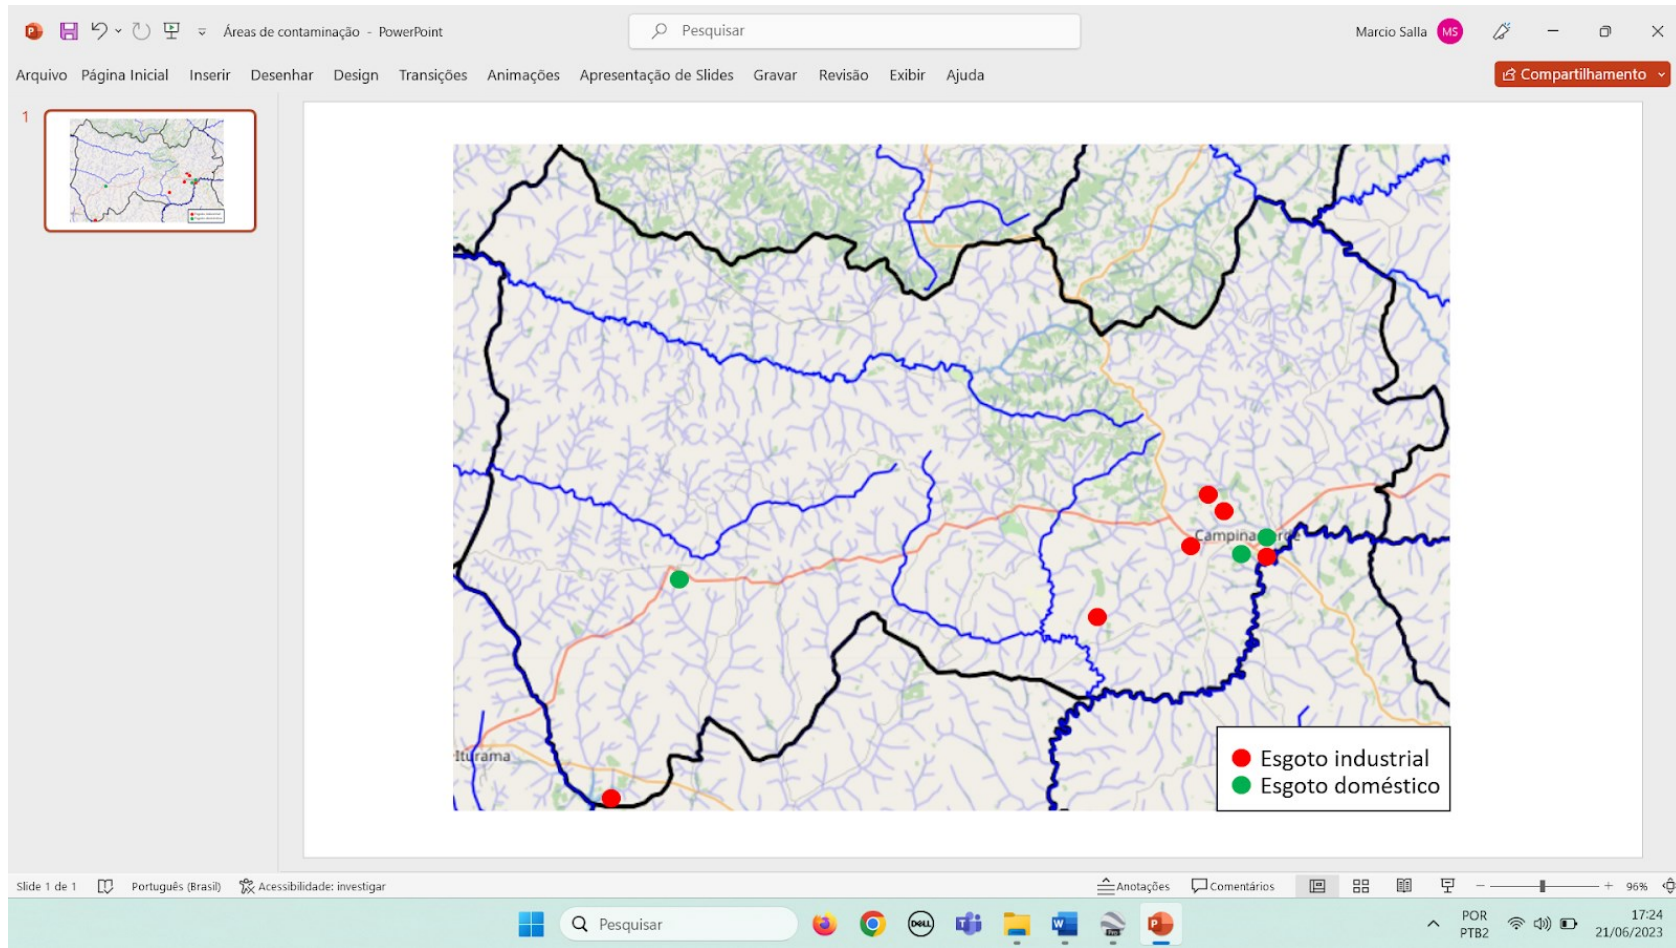 Áreas de contaminação - PowerPoint
Pesquisar
Marcio Salla
MS
Arquivo Página Inicial Inserir Desenhar Design Transições Animações Apresentação de Slides Gravar Revisão Exibir Ajuda
Compartilhamento
1
Iturama
Esgoto industrial
Esgoto doméstico
Slide 1 de 1
Português (Brasil)
Acessibilidade: investigar
Anotações
Comentários
96%
Pesquisar
DELL
POR
PTB2
17:24
21/06/2023